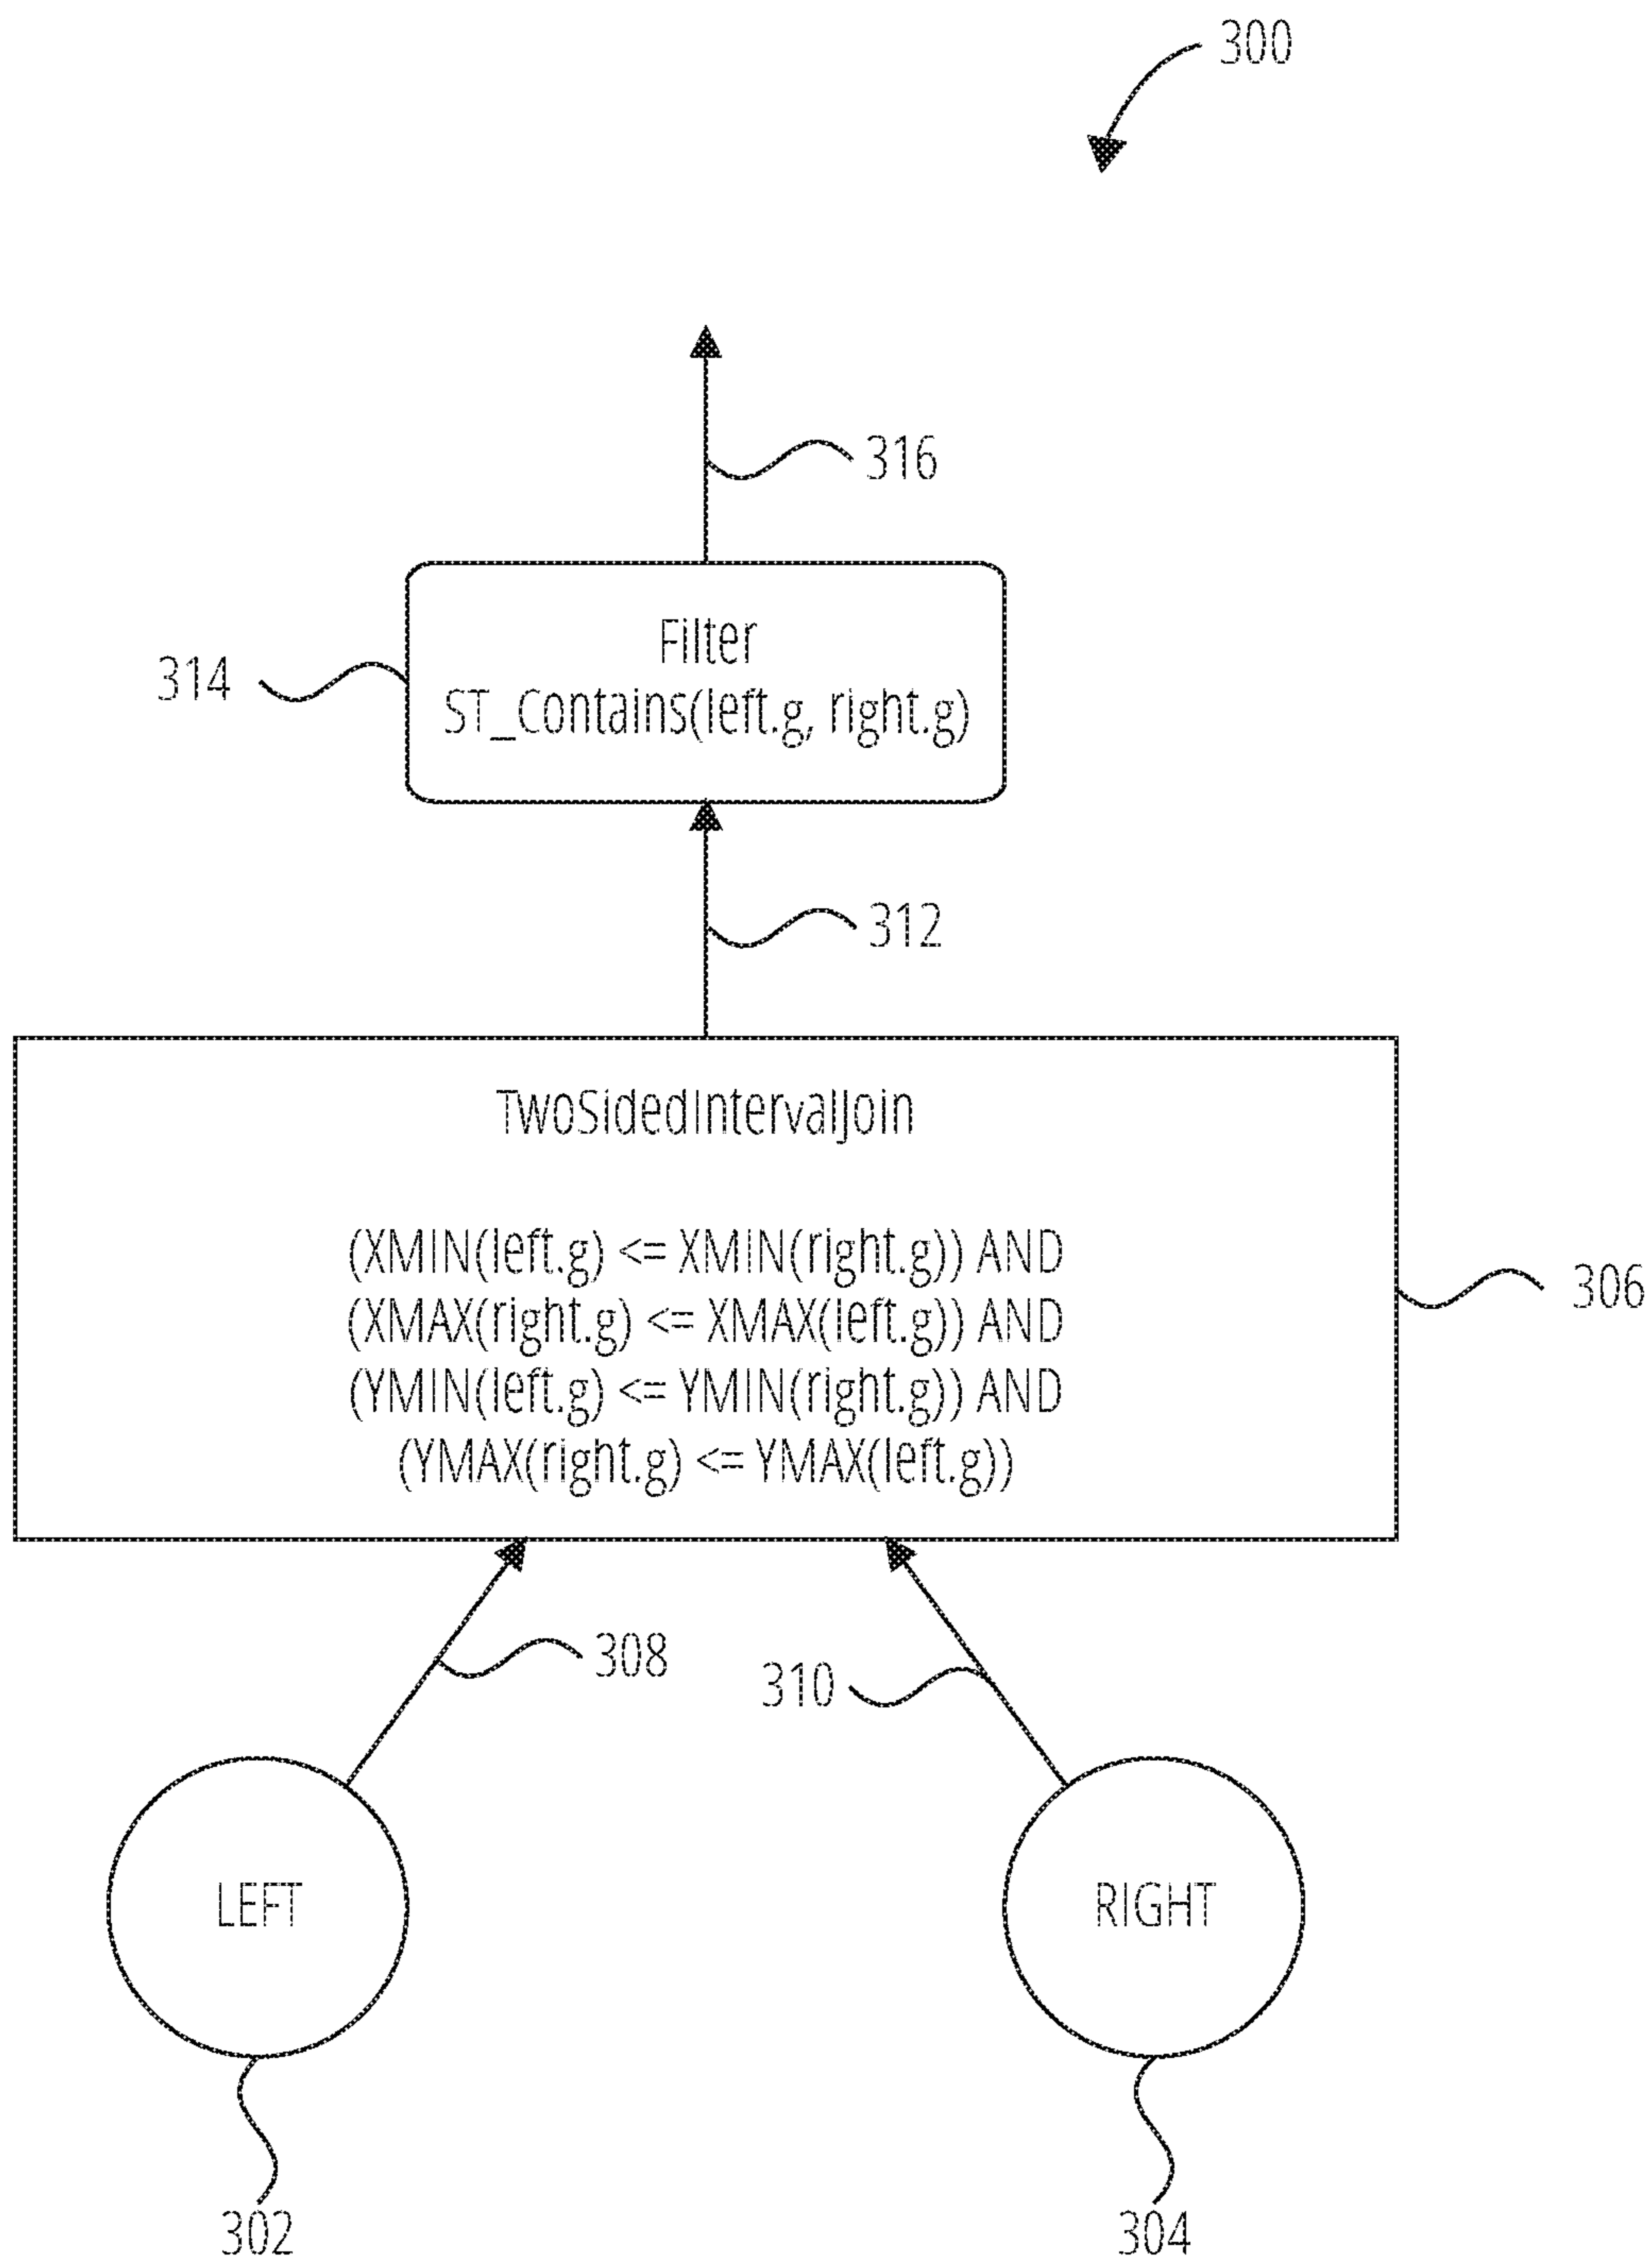 300
316
Filter
314
ST_Contains(left.g, right.g)
312
TwoSidedIntervalJoin
(XMIN(left.g) <= XMIN(right.g)) AND
306
(XMAX(right.g) <= XMAX(left.g)) AND
(YMIN(left.g) <= YMIN(right.g)) AND
(YMAX(right.g) <= YMAX(left.g))
308
310
LEFT
RIGHT
302
304